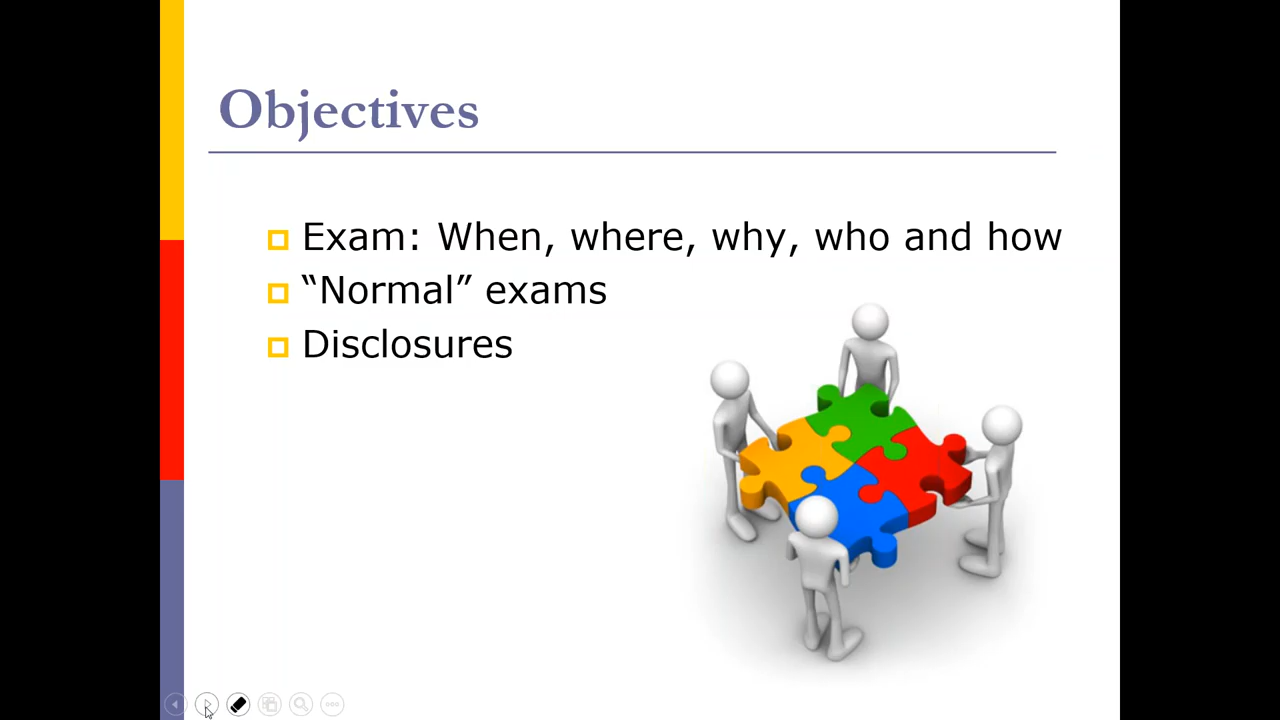 Objectives
Exam: When, where, why, who and how
“Normal” exams
Disclosures